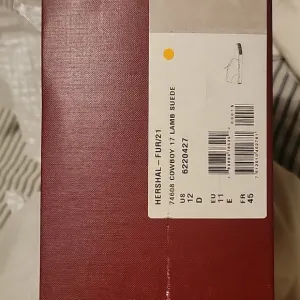 HERSHAL - FUR/21
74608 COWBOY 17 LAMB SUEDE
6220427
US EU FR
12 11 45
D E